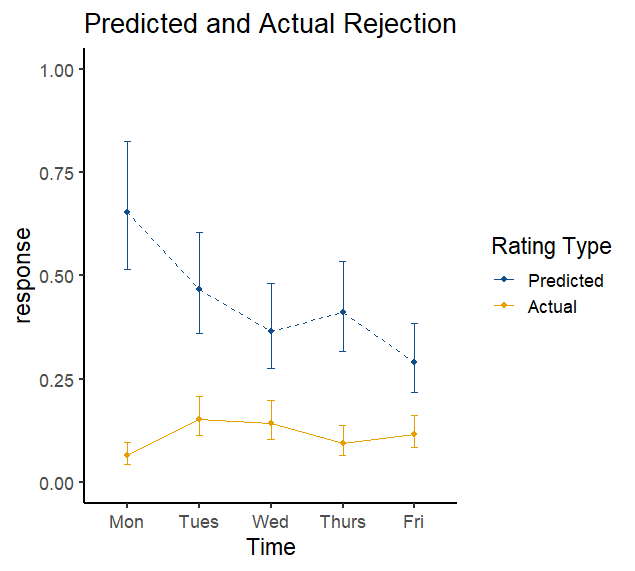 Predicted and Actual Rejection
1.00
0.75
0.50
0.25
0.00
response
Mon Tues Wed Thurs Fri
Time
Rating Type
Predicted
Actual